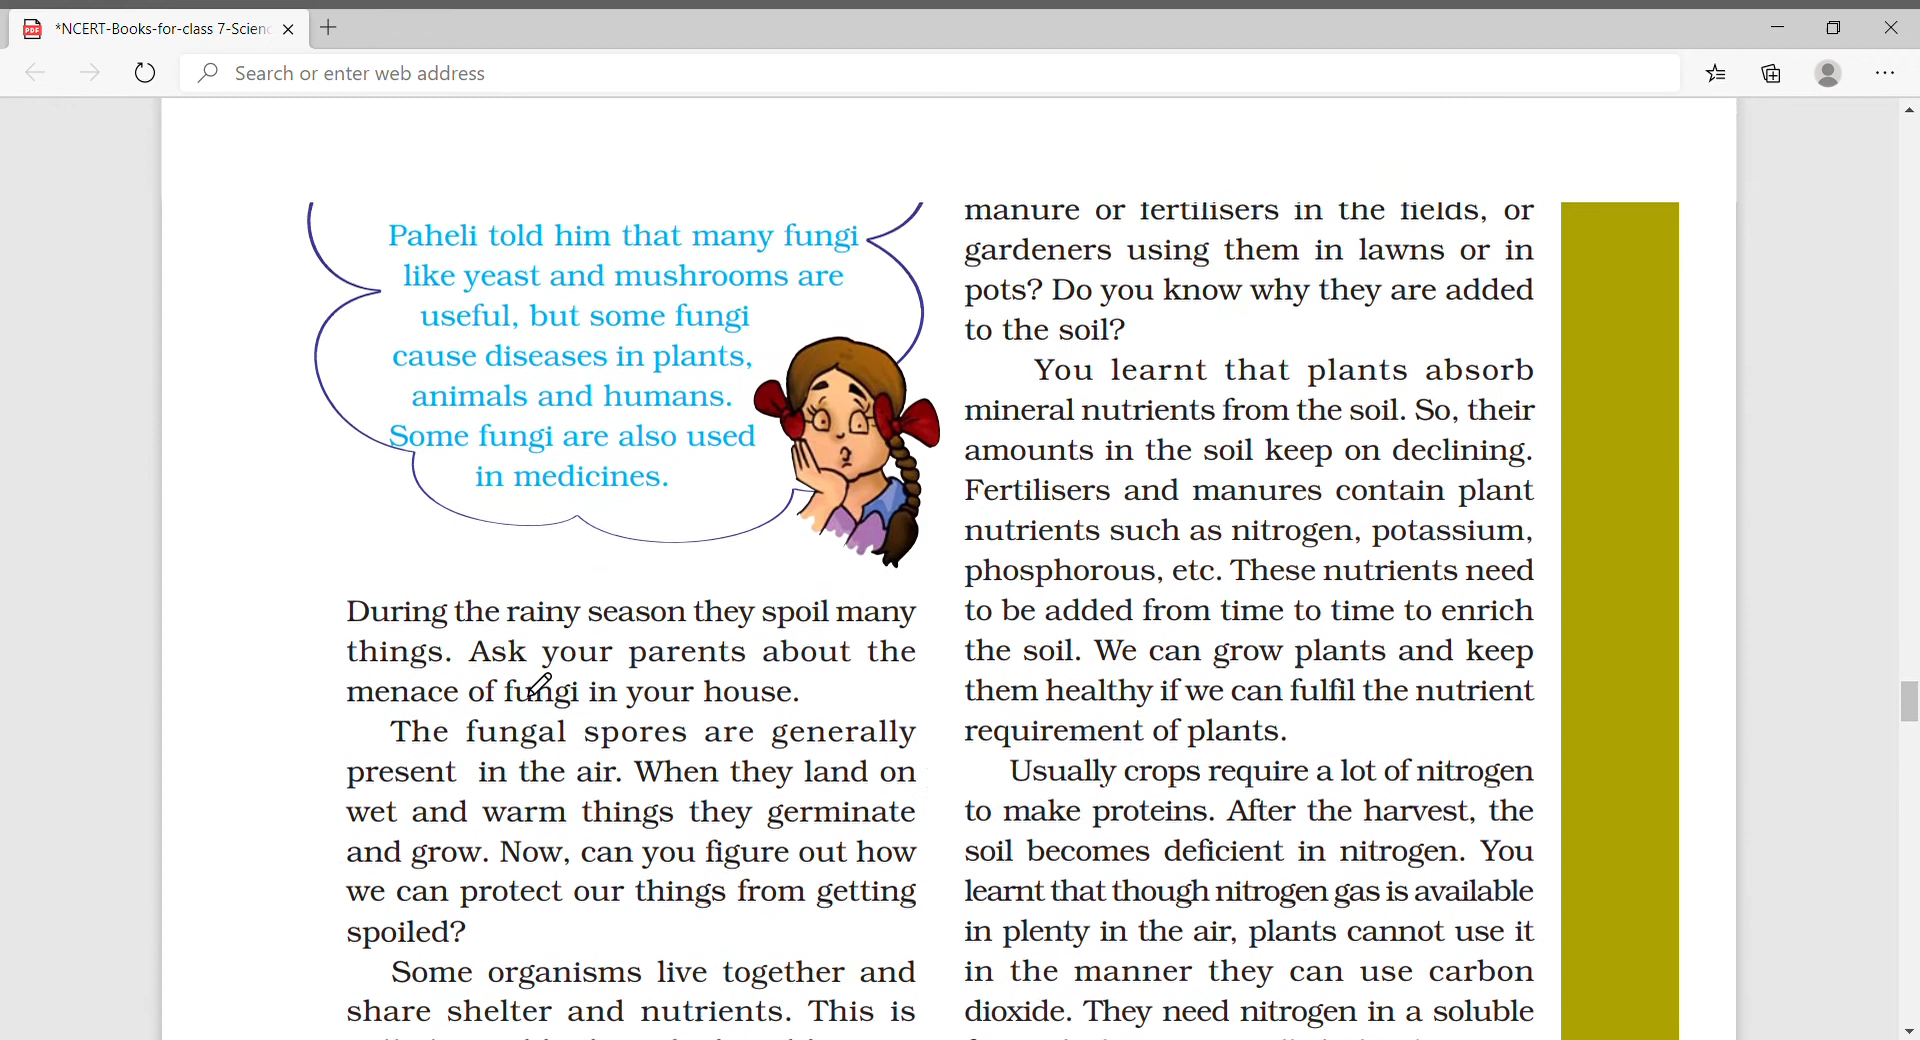 *NCERT-Books-for-class 7-Scien
Search or enter web address
Paheli told him that many fungi
like yeast and mushrooms are
useful, but some fungi
cause diseases in plants,
animals and humans.
Some fungi are also used
in medicines.
During the rainy season they spoil many
things. Ask your parents about the
menace of fungi in your house.
The fungal spores are generally
present in the air. When they land on
wet and warm things they germinate
and grow. Now, can you figure out how
we can protect our things from getting
spoiled?
Some organisms live together and
share shelter and nutrients. This is
manure or fertilisers in the fields, or
gardeners using them in lawns or in
pots? Do you know why they are added
to the soil?
You learnt that plants absorb
mineral nutrients from the soil. So, their
amounts in the soil keep on declining.
Fertilisers and manures contain plant
nutrients such as nitrogen, potassium,
phosphorous, etc. These nutrients need
to be added from time to time to enrich
the soil. We can grow plants and keep
them healthy if we can fulfil the nutrient
requirement of plants.
Usually crops require a lot of nitrogen
to make proteins. After the harvest, the
soil becomes deficient in nitrogen. You
learnt that though nitrogen gas is available
in plenty in the air, plants cannot use it
in the manner they can use carbon
dioxide. They need nitrogen in a soluble